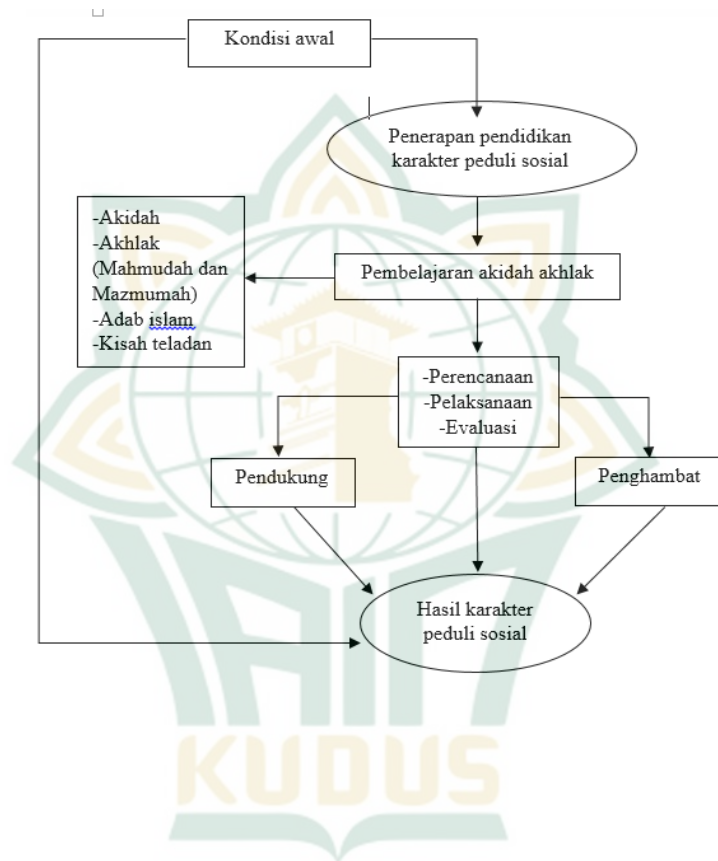 Kondisi awal
Penerapan pendidikan
karakter peduli sosial
-Akidah
-Akhlak
(Mahmudah dan
Mazmumah)
-Adab islam
-Kisah teladan
Pembelajaran akidah akhlak
-Perencanaan
-Pelaksanaan
-Evaluasi
Pendukung
Penghambat
Hasil karakter
peduli sosial
IAIN
KUDUS